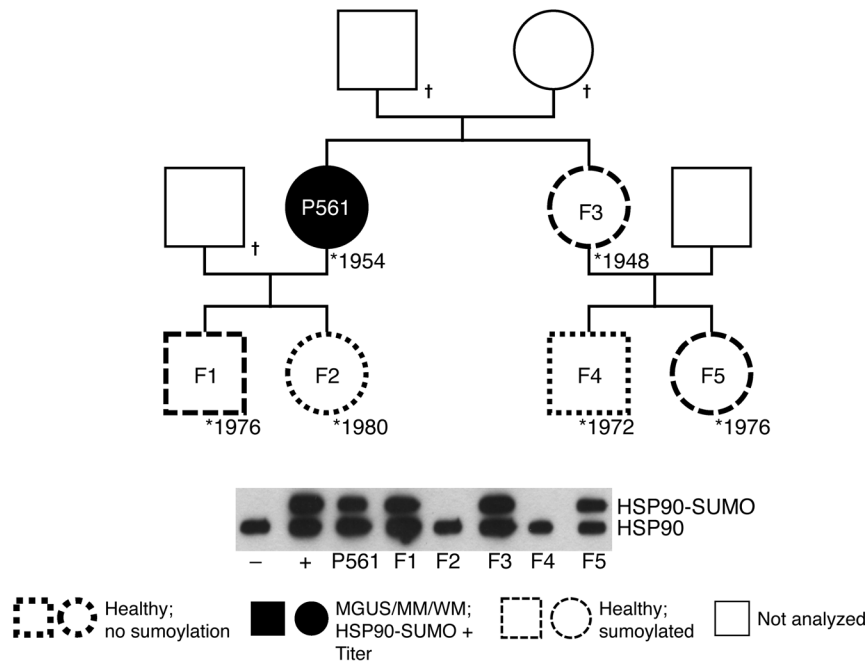 † †
P561 F3
† *1954 *1948
F1 F2 F4 F5
*1976 *1980 *1972 *1976
HSP90-SUMO
HSP90
– + P561 F1 F2 F3 F4 F5
Healthy;
no sumoylation
MGUS/MM/WM;
HSP90-SUMO +
Titer
Healthy;
sumoylated
Not analyzed